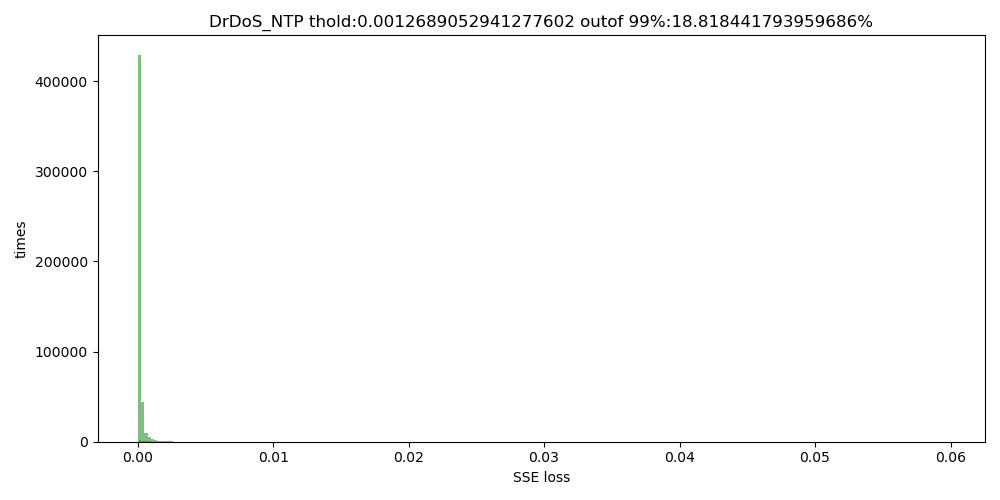 DrDoS_NTP thold:0.0012689052941277602 outof 99%:18.818441793959686%
400000
300000
200000
100000
0
times
0.00 0.01 0.02 0.03 0.04 0.05 0.06
SSE loss